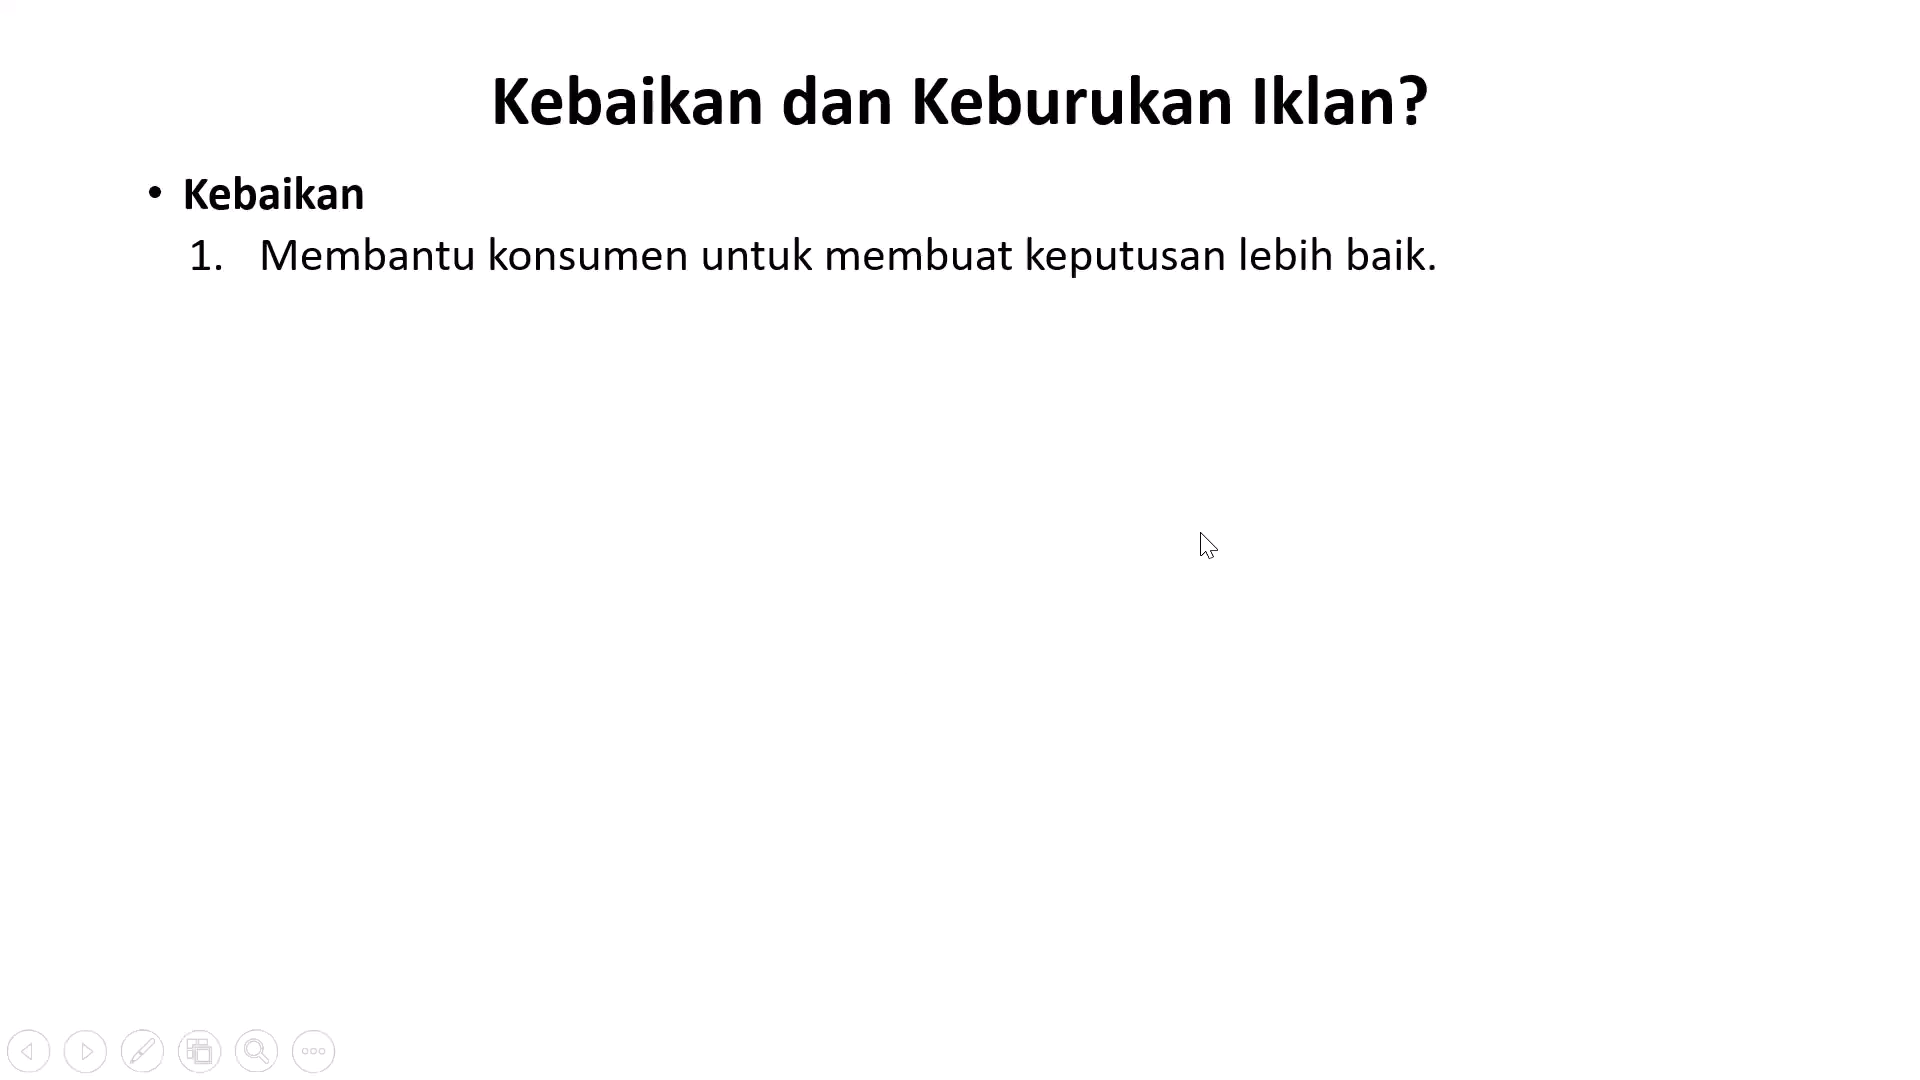 Kebaikan dan Keburukan Iklan?
• Kebaikan
1. Membantu konsumen untuk membuat keputusan lebih baik.